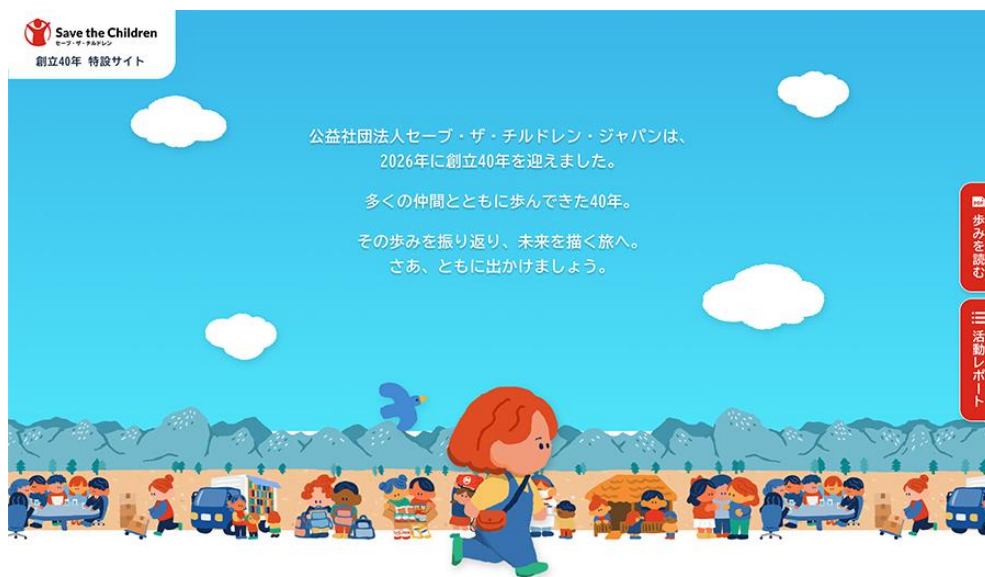 Save the Children
セーブ・ザ・チルドレン
創立40年 特設サイト
公益社団法人セーブ・ザ・チルドレン・ジャパンは、
2026年に創立40年を迎えました。
多くの仲間とともに歩んできた40年。
その歩みを振り返り、未来を描く旅へ。
さあ、ともに出かけましょう。
歩みを読む
活動レポート